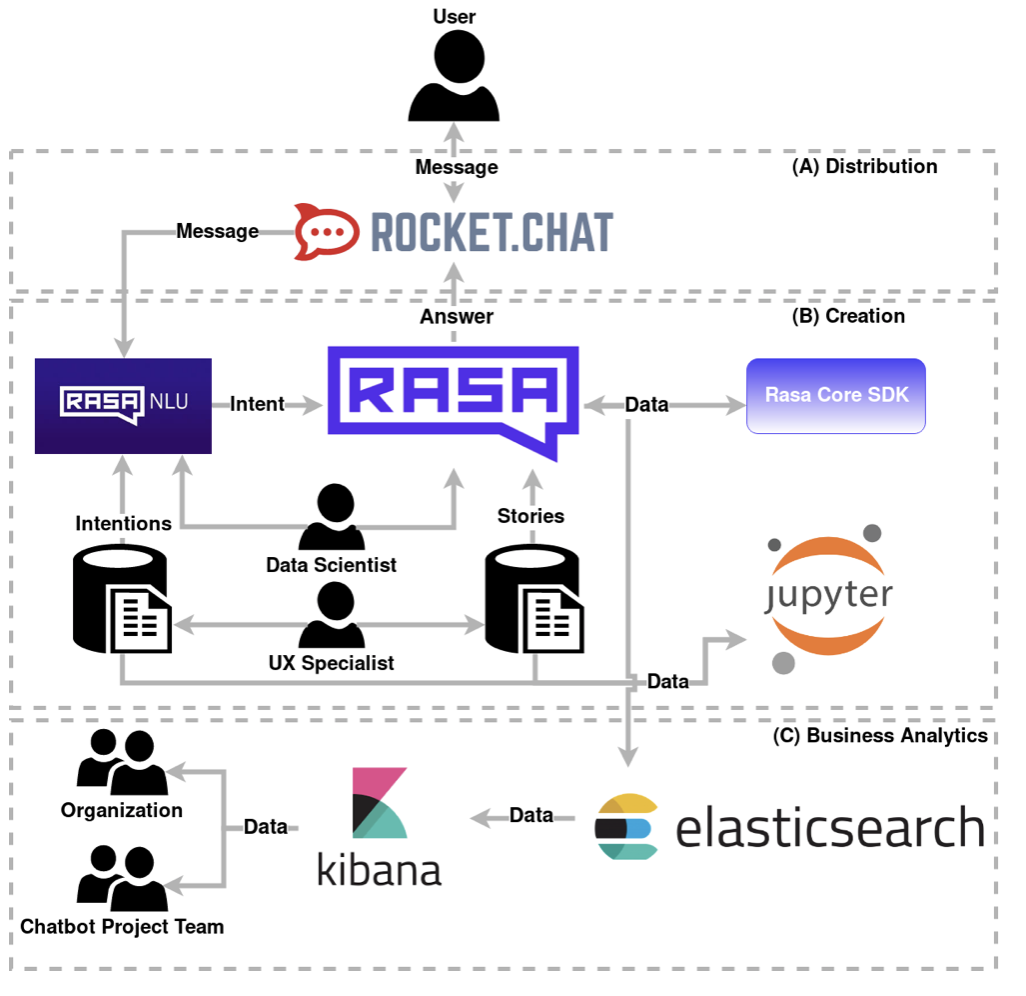 User
Message
(A) Distribution
Message
ROCKET.CHAT
Answer
(B) Creation
RASA NLU
Intent
RASA
Data
Rasa Core SDK
Intentions
Stories
Data Scientist
jupyter
UX Specialist
Data
(C) Business Analytics
Organization
Data
kibana
Data
elasticsearch
Chatbot Project Team